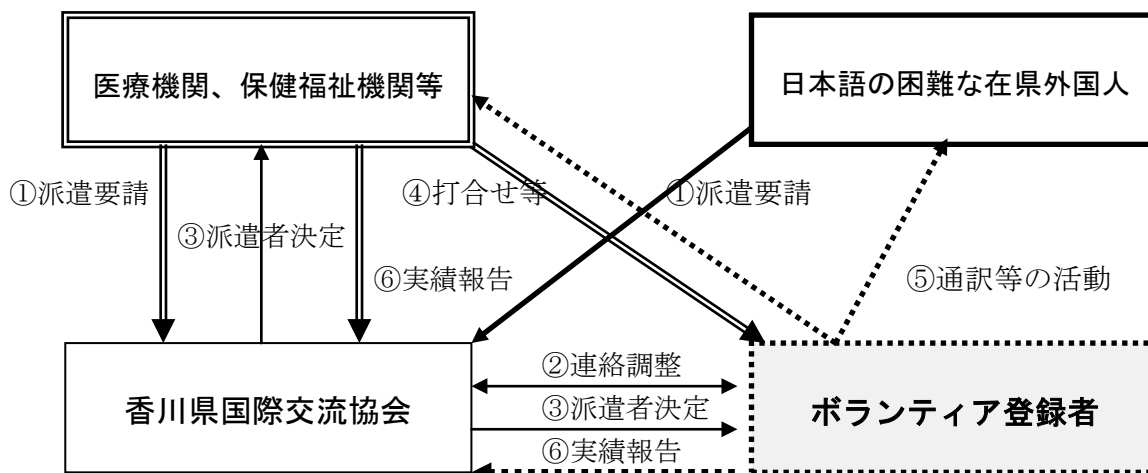 医療機関、保健福祉機関等
日本語の困難な在県外国人
①派遣要請
④打合せ等
①派遣要請
③派遣者決定
⑥実績報告
⑤通訳等の活動
②連絡調整
香川県国際交流協会
③派遣者決定
ボランティア登録者
⑥実績報告